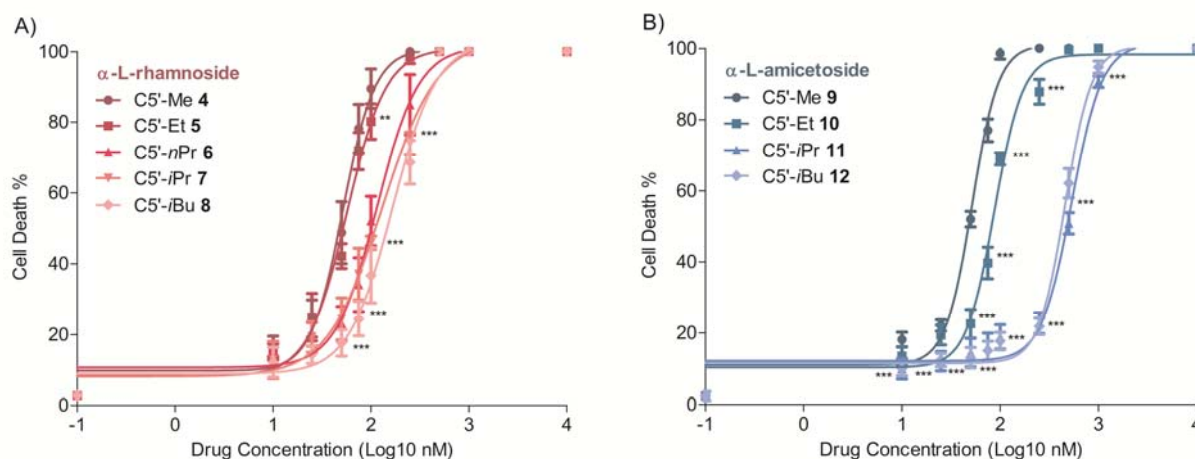 A)
α-L-rhamnoside
C5'-Me 4
C5'-Et 5
C5'-nPr 6
C5'-iPr 7
C5'-iBu 8
Cell Death %
100
80
60
40
20
0
-1
0
1
2
3
4
Drug Concentration (Log10 nM)
**
***
***
***
***
B)
α-L-amicetoside
C5'-Me 9
C5'-Et 10
C5'-iPr 11
C5'-iBu 12
Cell Death %
100
80
60
40
20
0
-1
0
1
2
3
4
Drug Concentration (Log10 nM)
***
***
***
***
***
***
***
***
***
***
***
***